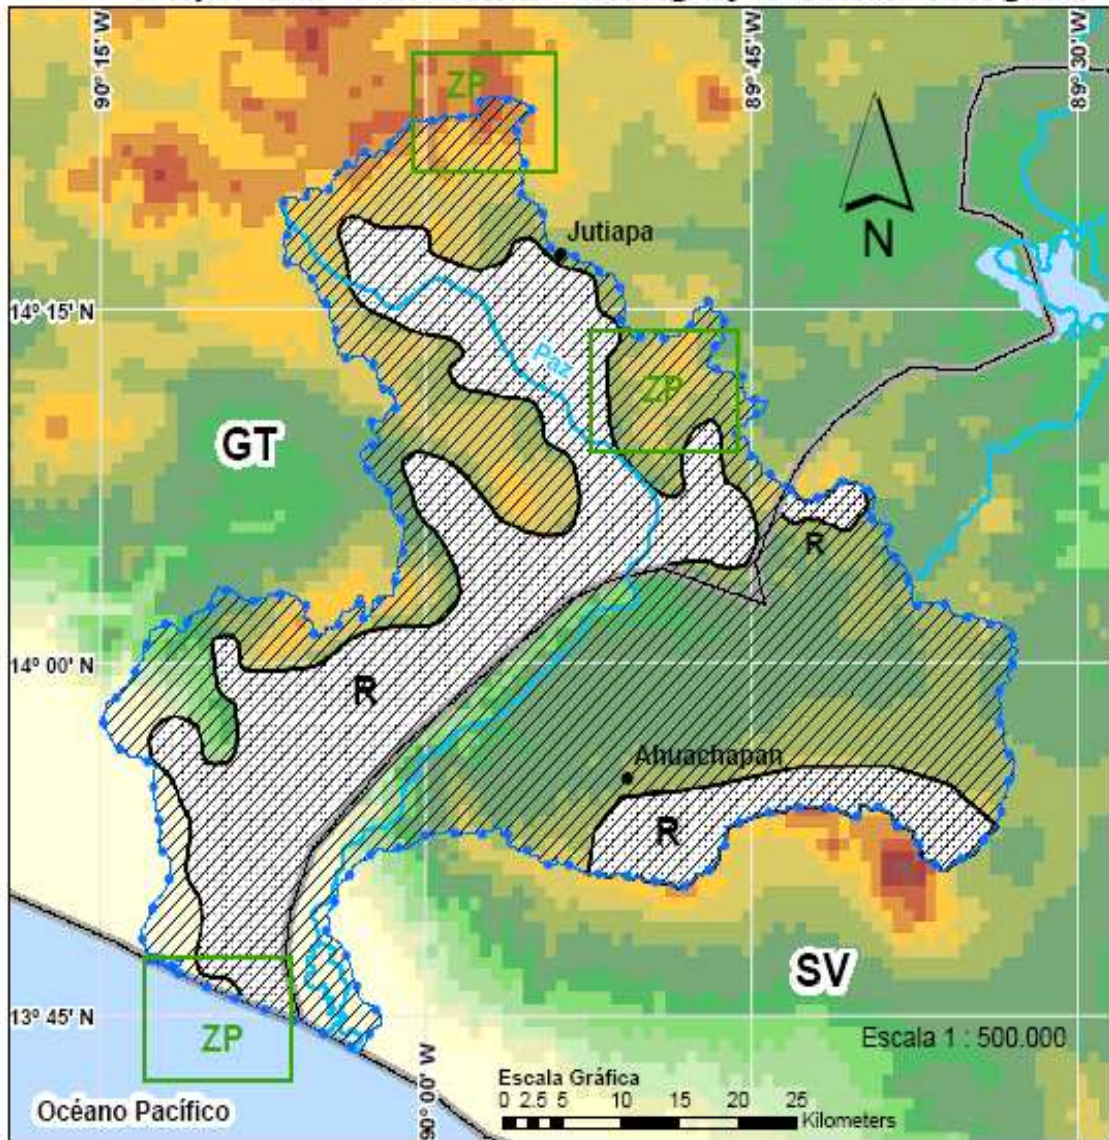 90° 15' W
89° 45' W
89° 30' W
ZP
N
Jutiapa
14° 15' N
Paz
ZP
GT
R
14° 00' N
R
Ahuachapan
R
SV
13° 45' N
ZP
Escala 1 : 500.000
90° 00' W
Escala Gráfica
0 2.5 5 10 15 20 25
Kilometers
Océano Pacífico